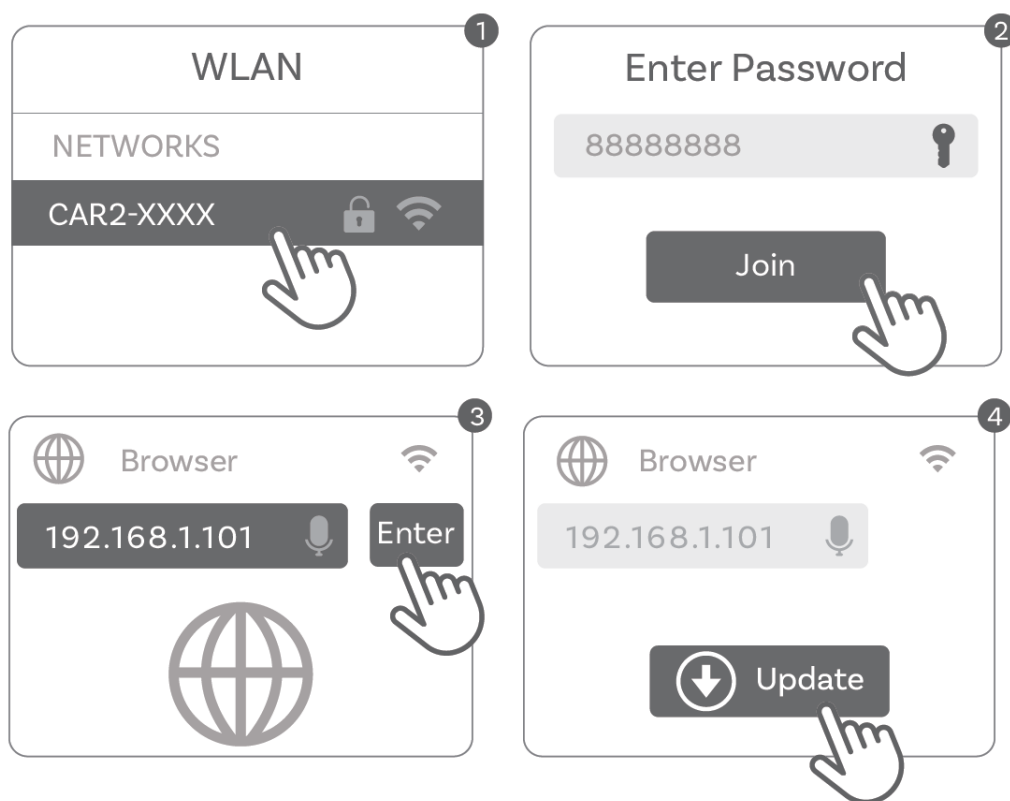 1
WLAN
NETWORKS
CAR2-XXXX
2
Enter Password
88888888
Join
3
Browser
192.168.1.101
Enter
4
Browser
192.168.1.101
Update